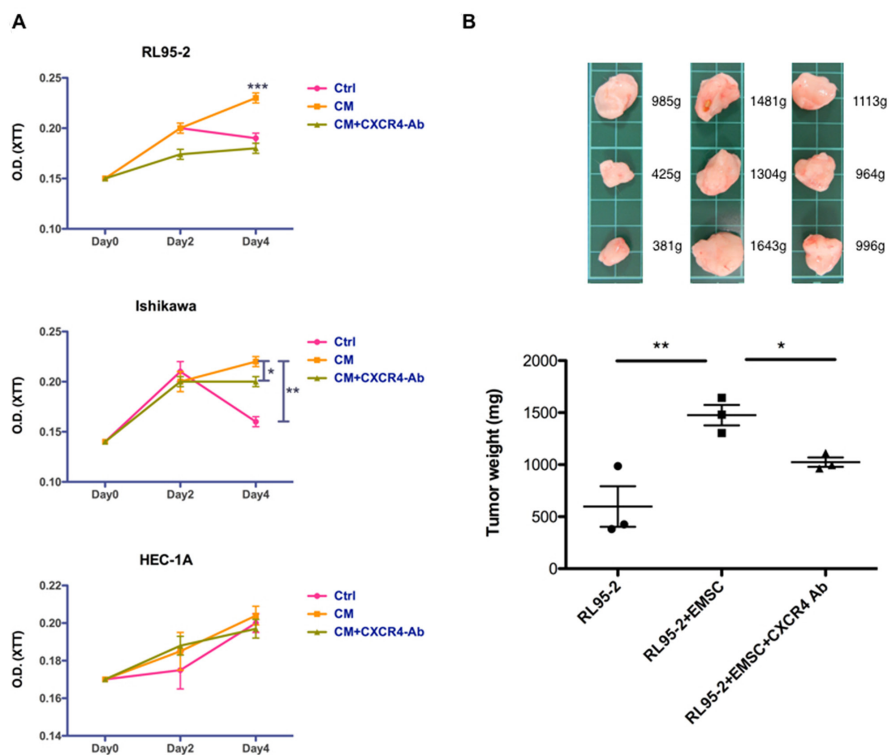 A
RL95-2
0.25
0.20
0.15
0.10
O.D. (XTT)
Day0 Day2 Day4
***
Ctrl
CM
CM+CXCR4-Ab
Ishikawa
0.25
0.20
0.15
0.10
O.D. (XTT)
Day0 Day2 Day4
*
**
Ctrl
CM
CM+CXCR4-Ab
HEC-1A
0.22
0.20
0.18
0.16
0.14
O.D. (XTT)
Day0 Day2 Day4
Ctrl
CM
CM+CXCR4-Ab
B
985g 1481g 1113g
425g 1304g 964g
381g 1643g 996g
** *
2000
1500
1000
500
0
Tumor weight (mg)
RL95-2
RL95-2+EMSC
RL95-2+EMSC+CXCR4 Ab